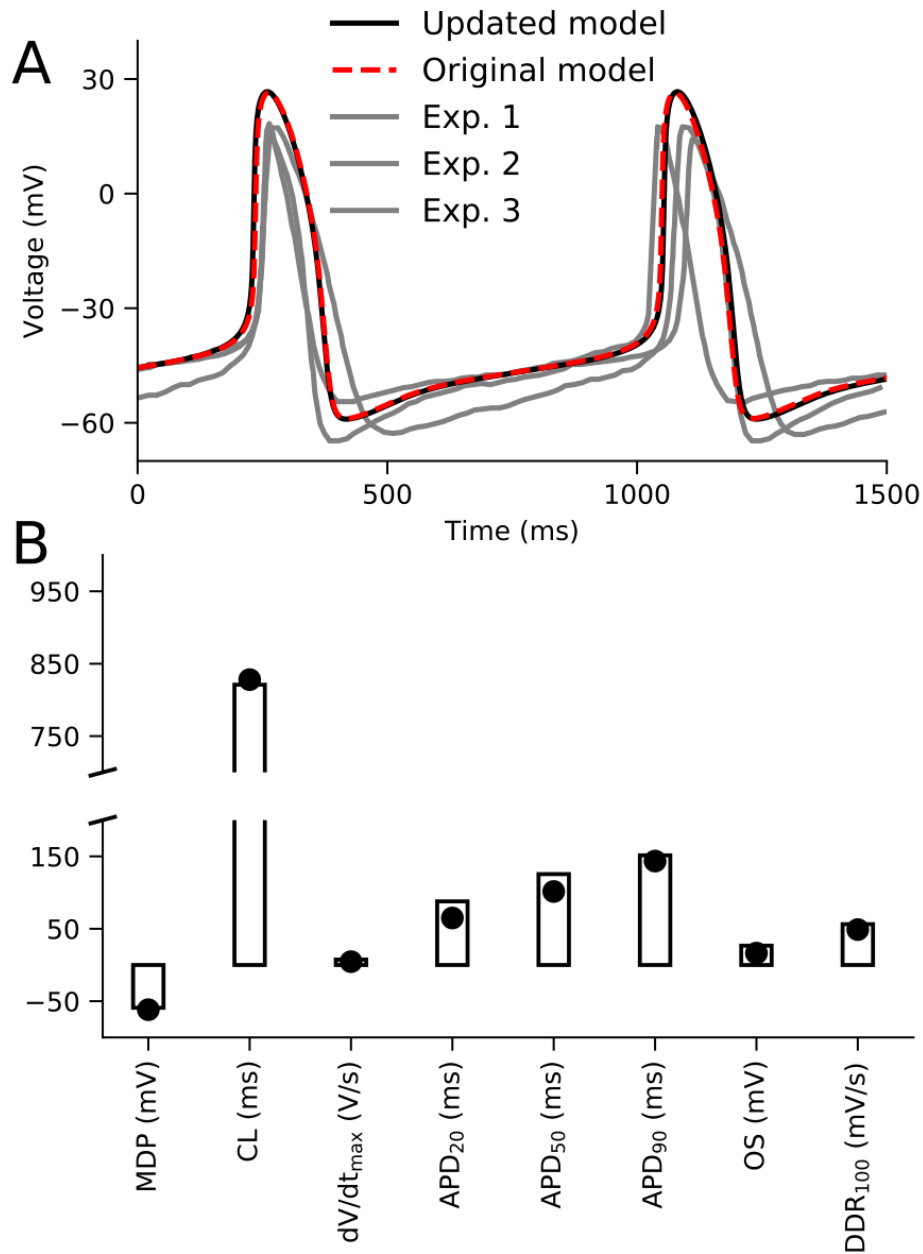 A
Updated model
Original model
Exp. 1
Exp. 2
Exp. 3
Voltage (mV)
30
0
−30
−60
0
500
1000
1500
Time (ms)
B
950
850
750
150
50
−50
MDP (mV)
CL (ms)
dV/dt_max (V/s)
APD₂₀ (ms)
APD₅₀ (ms)
APD₉₀ (ms)
OS (mV)
DDR₁₀₀ (mV/s)